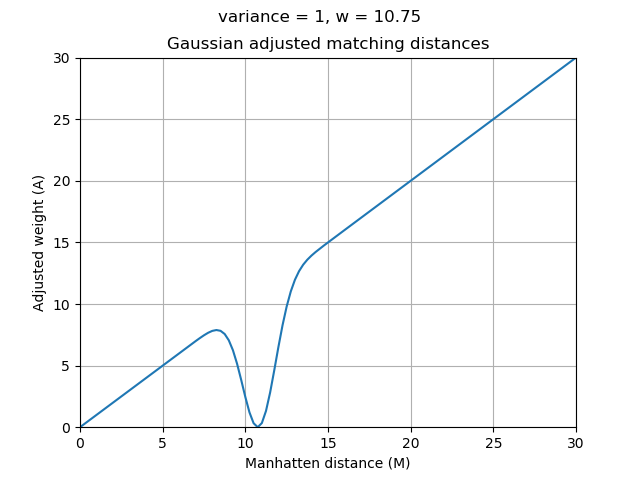 variance = 1, w = 10.75
Gaussian adjusted matching distances
30
25
20
15
10
5
0
Adjusted weight (A)
0 5 10 15 20 25 30
Manhatten distance (M)